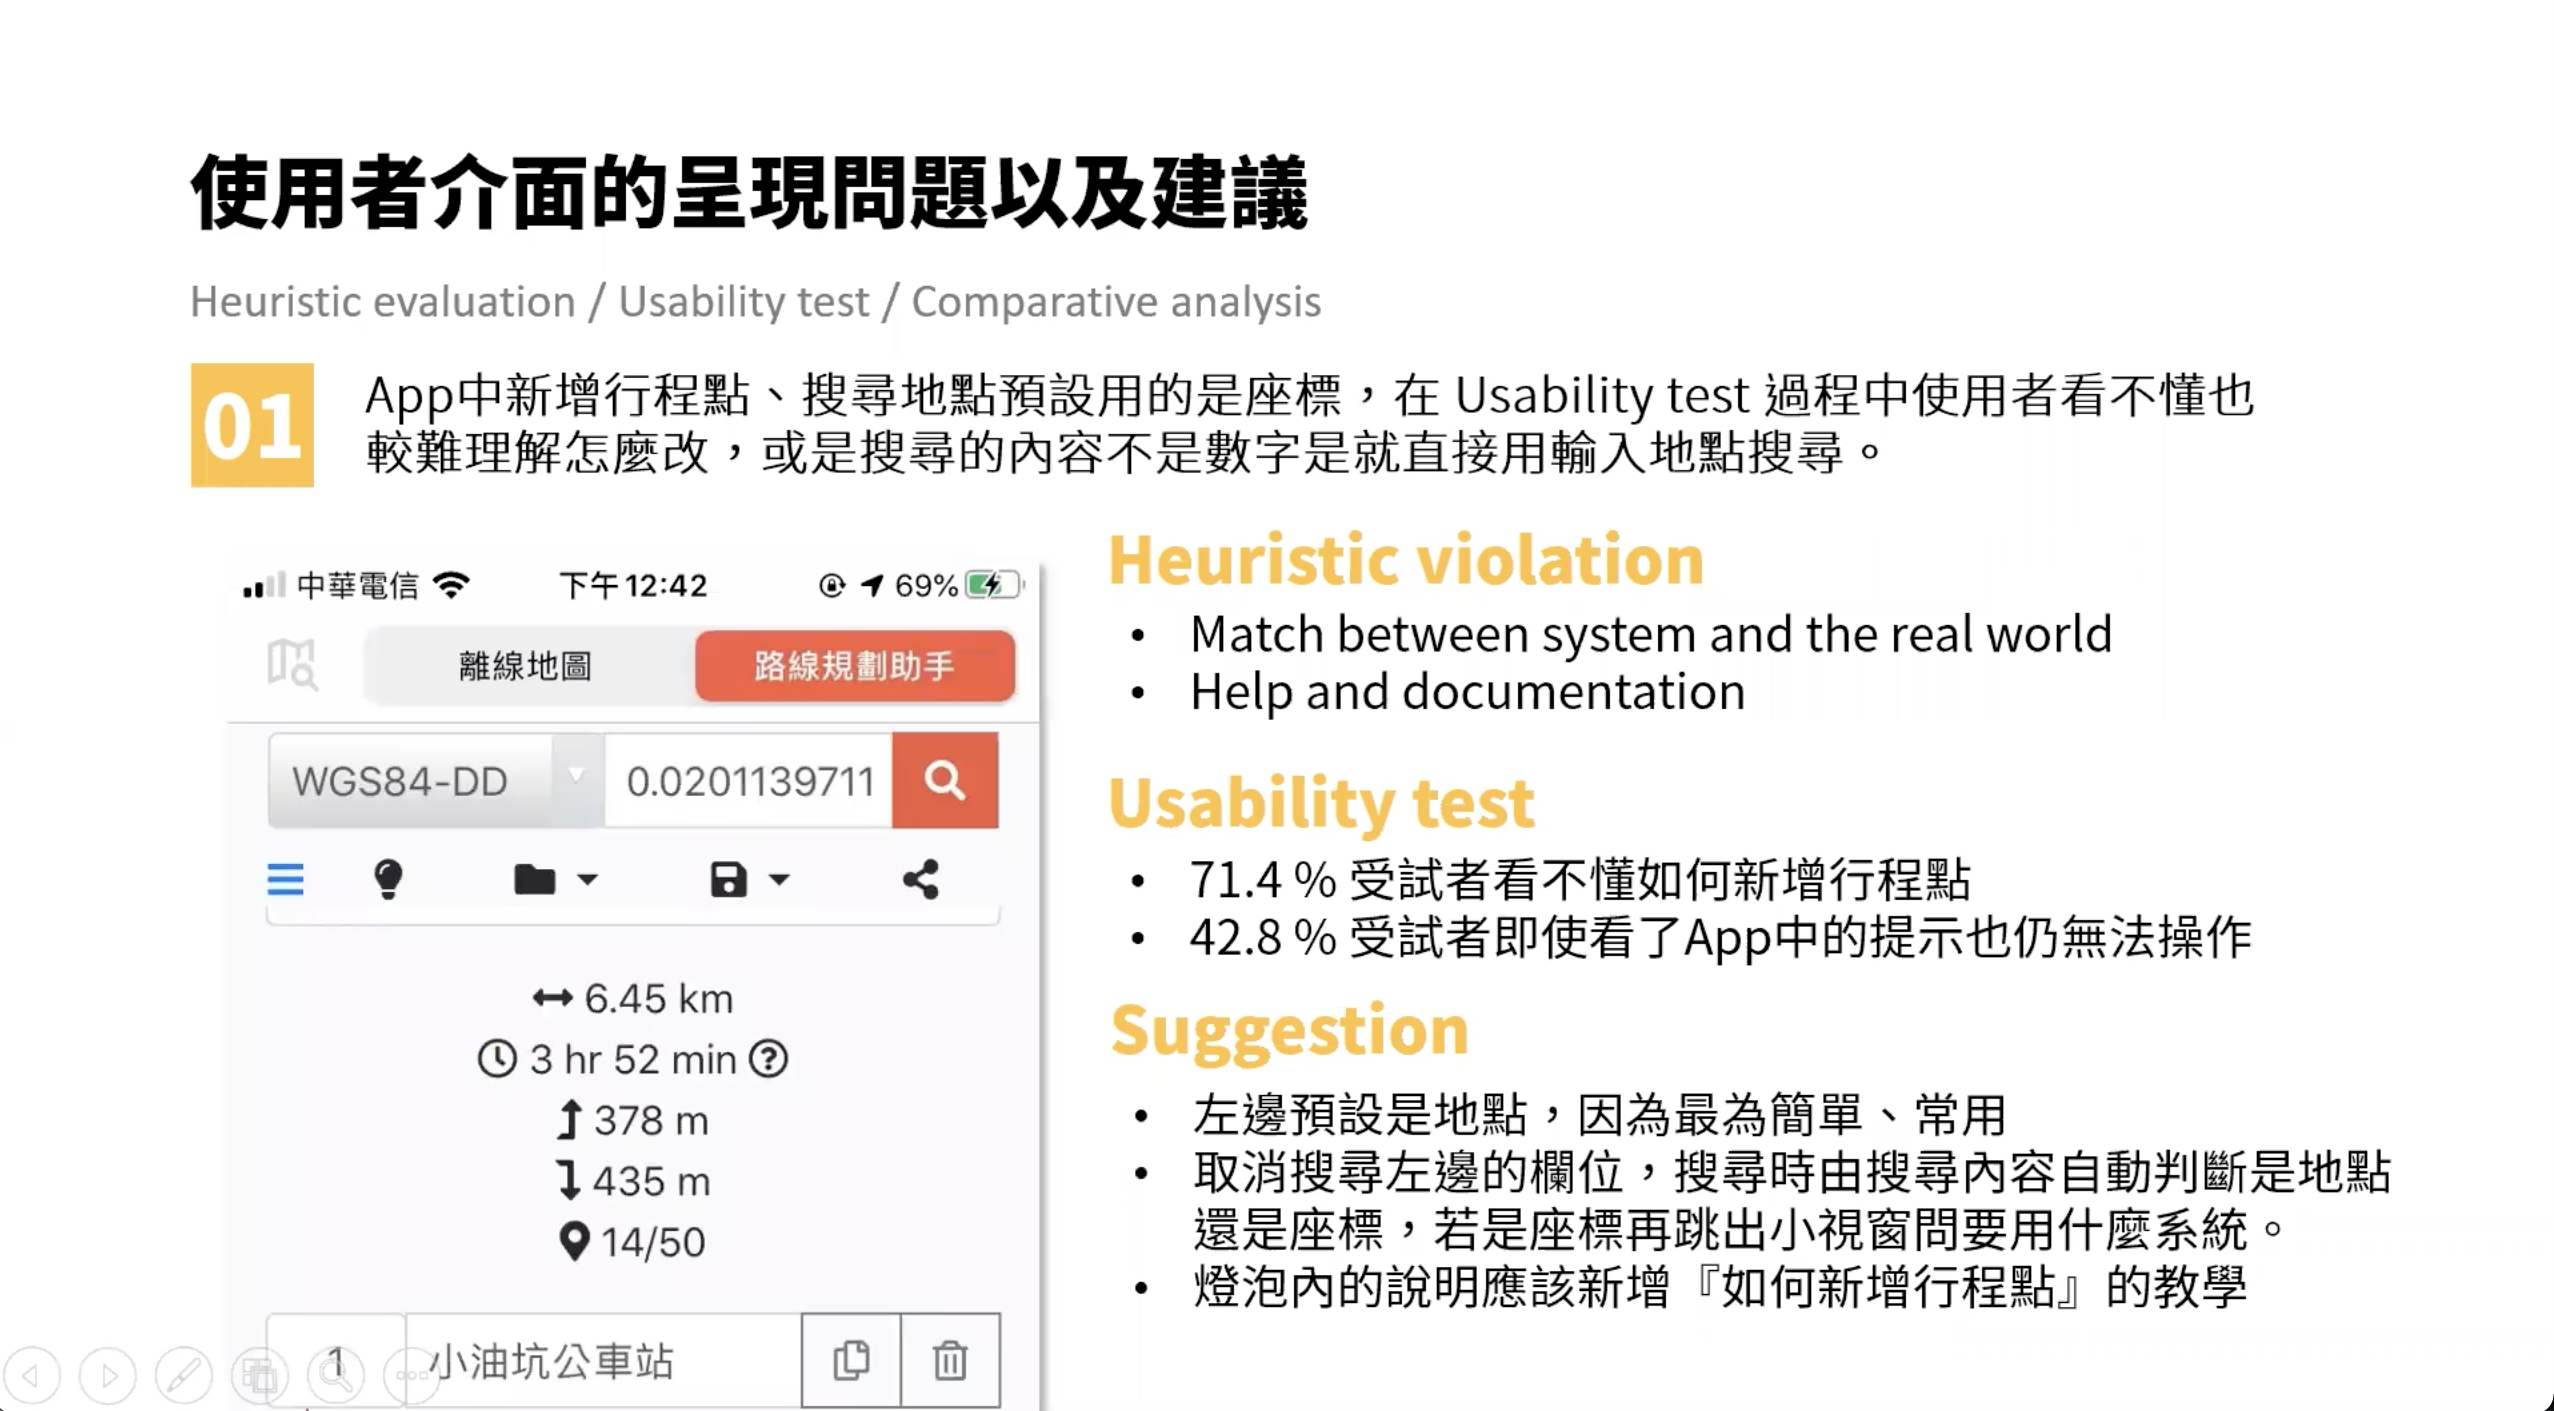 使用者介面的呈現問題以及建議
Heuristic evaluation / Usability test / Comparative analysis
01
App中新增行程點、搜尋地點預設用的是座標，在 Usability test 過程中使用者看不懂也
較難理解怎麼改，或是搜尋的內容不是數字是就直接用輸入地點搜尋。
中華電信 下午12:42 69%
離線地圖 路線規劃助手
WGS84-DD 0.0201139711
6.45 km
3 hr 52 min
378 m
435 m
14/50
1 小油坑公車站
Heuristic violation
• Match between system and the real world
• Help and documentation
Usability test
• 71.4 % 受試者看不懂如何新增行程點
• 42.8 % 受試者即使看了App中的提示也仍無法操作
Suggestion
• 左邊預設是地點，因為最為簡單、常用
• 取消搜尋左邊的欄位，搜尋時由搜尋內容自動判斷是地點
還是座標，若是座標再跳出小視窗問要用什麼系統。
• 燈泡內的說明應該新增『如何新增行程點』的教學